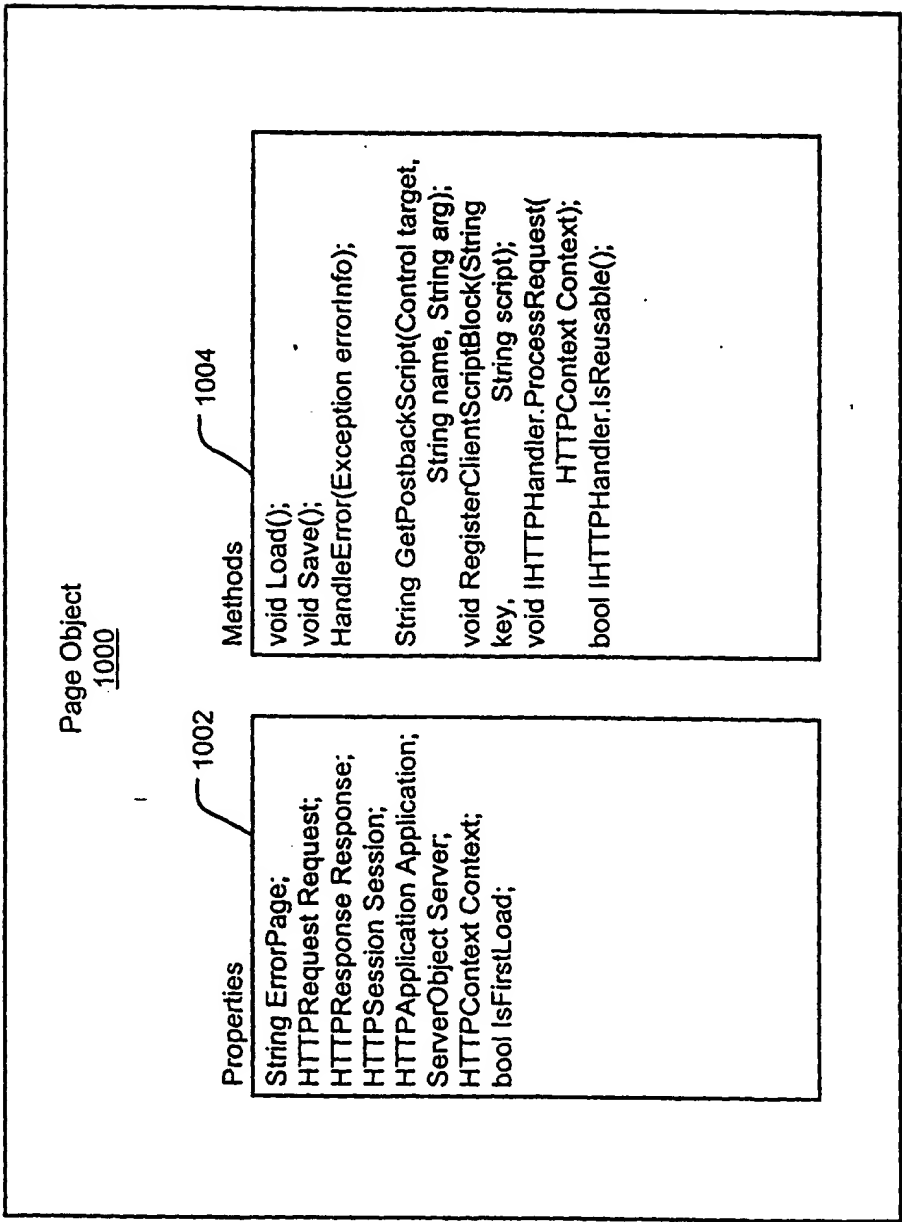 Page Object
1000
Properties
1002
String ErrorPage;
HTTPRequest Request;
HTTPResponse Response;
HTTPSession Session;
HTTPApplication Application;
ServerObject Server;
HTTPContext Context;
bool IsFirstLoad;
Methods
1004
void Load();
void Save();
HandleError(Exception errorInfo);
String GetPostbackScript(Control target,
String name, String arg);
void RegisterClientScriptBlock(String
key,
String script);
void IHTTPHandler.ProcessRequest(
HTTPContext Context);
bool IHTTPHandler.IsReusable();